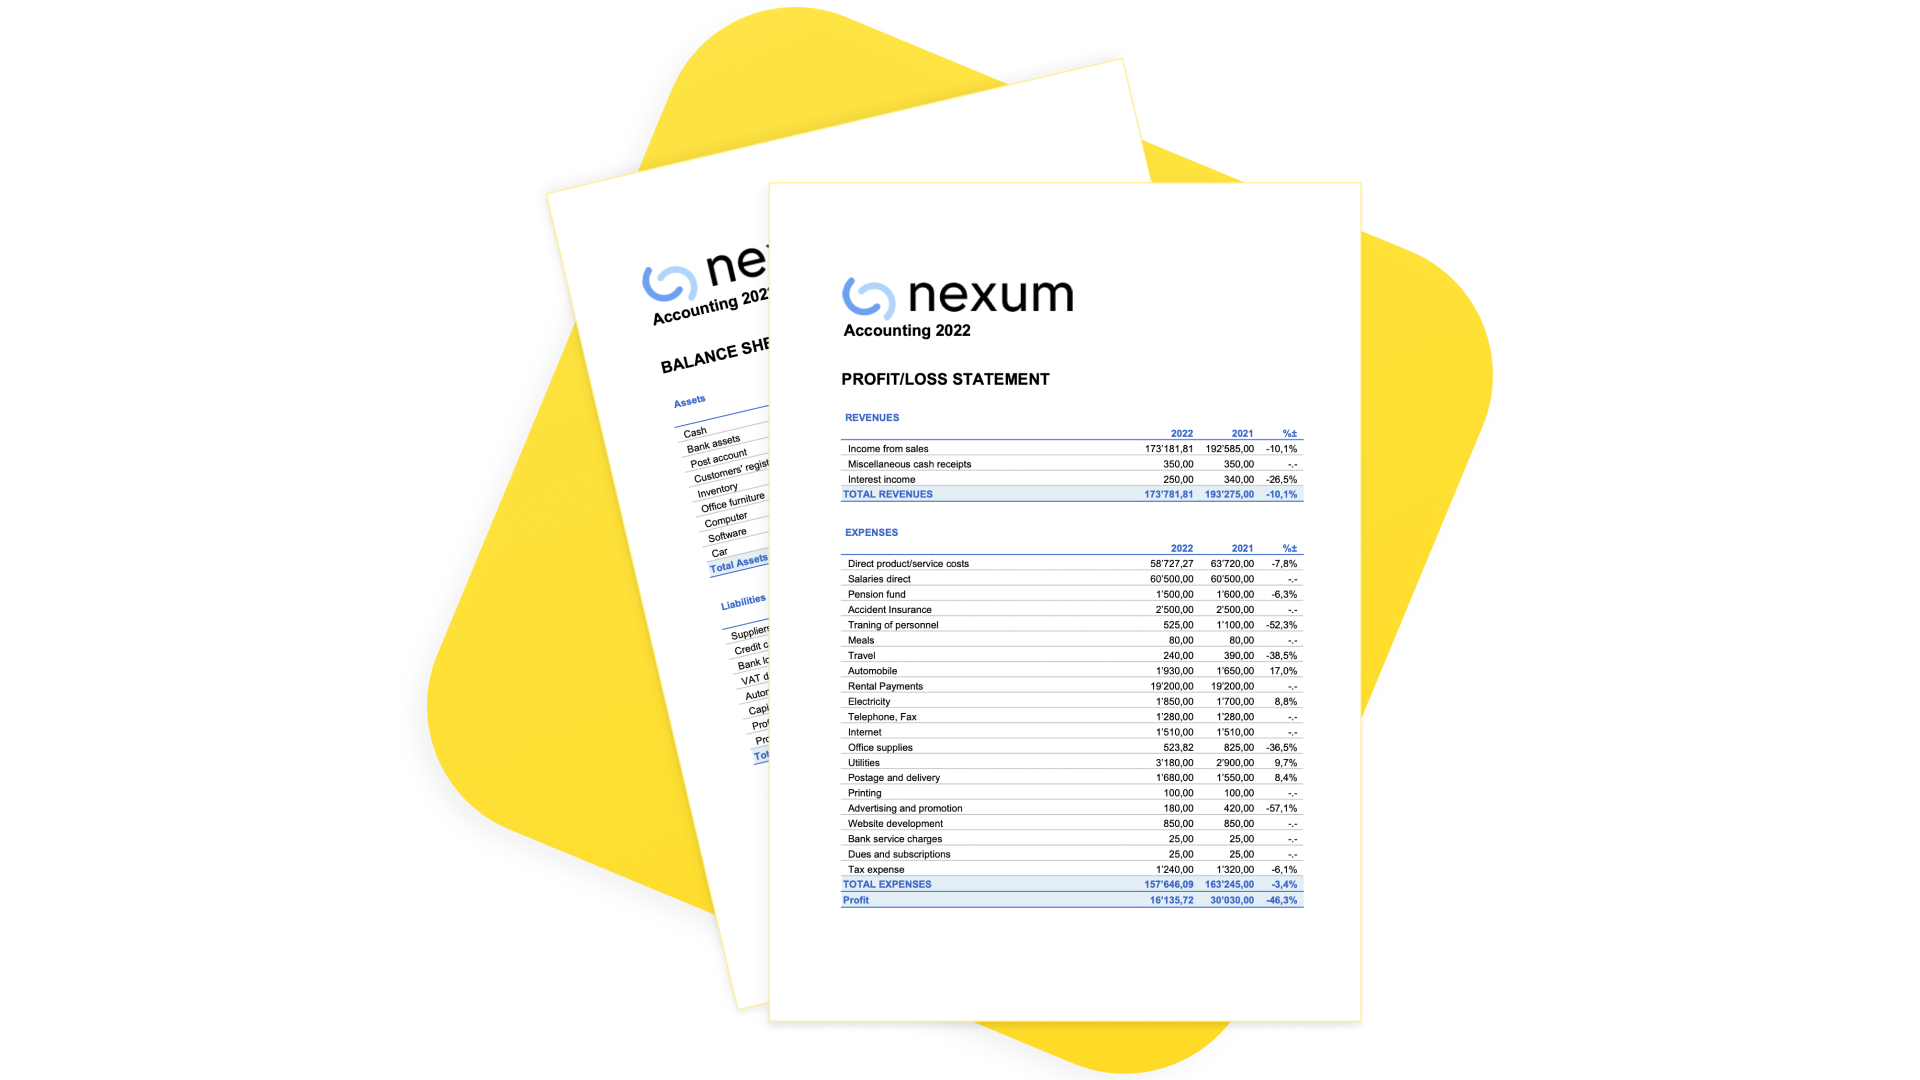 nexum
Accounting 2022
PROFIT/LOSS STATEMENT
REVENUES
2022 2021 %±
Income from sales 173'181,81 192'585,00 -10,1%
Miscellaneous cash receipts 350,00 350,00 -.-
Interest income 250,00 340,00 -26,5%
TOTAL REVENUES 173'781,81 193'275,00 -10,1%
EXPENSES
2022 2021 %±
Direct product/service costs 58'727,27 63'720,00 -7,8%
Salaries direct 60'500,00 60'500,00 -.-
Pension fund 1'500,00 1'600,00 -6,3%
Accident Insurance 2'500,00 2'500,00 -.-
Traning of personnel 525,00 1'100,00 -52,3%
Meals 80,00 80,00 -.-
Travel 240,00 390,00 -38,5%
Automobile 1'930,00 1'650,00 17,0%
Rental Payments 19'200,00 19'200,00 -.-
Electricity 1'850,00 1'700,00 8,8%
Telephone, Fax 1'280,00 1'280,00 -.-
Internet 1'510,00 1'510,00 -.-
Office supplies 523,82 825,00 -36,5%
Utilities 3'180,00 2'900,00 9,7%
Postage and delivery 1'680,00 1'550,00 8,4%
Printing 100,00 100,00 -.-
Advertising and promotion 180,00 420,00 -57,1%
Website development 850,00 850,00 -.-
Bank service charges 25,00 25,00 -.-
Dues and subscriptions 25,00 25,00 -.-
Tax expense 1'240,00 1'320,00 -6,1%
TOTAL EXPENSES 157'646,09 163'245,00 -3,4%
Profit 16'135,72 30'030,00 -46,3%
ne
Accounting 202
BALANCE SHE
Assets
Cash
Bank assets
Post account
Customers' regist
Inventory
Office furniture
Computer
Software
Car
Total Assets
Liabilities
Suppliers
Credit c
Bank lo
VAT d
Autor
Capi
Prof
Pro
Tot